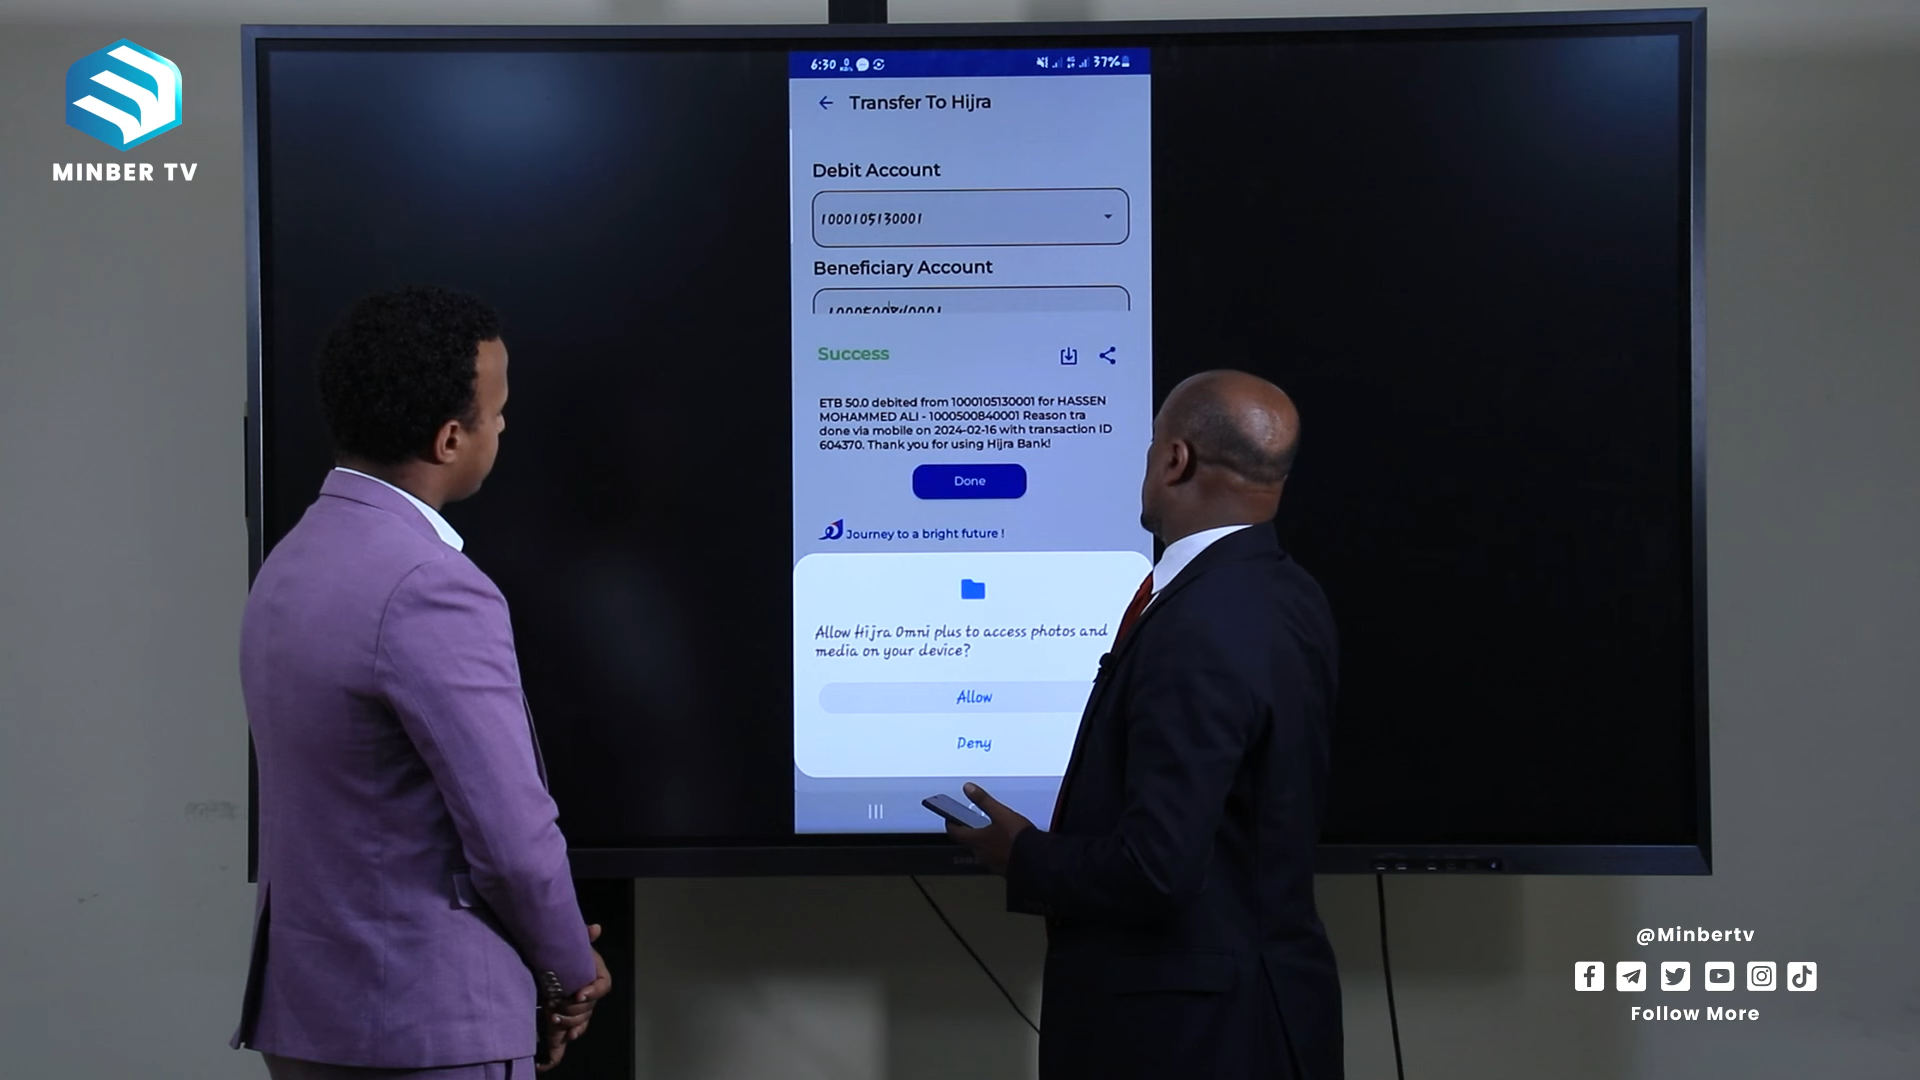 MINBER TV
6:30
37%
Transfer To Hijra
Debit Account
1000105130001
Beneficiary Account
1000500840001
Success
ETB 50.0 debited from 1000105130001 for HASSEN
MOHAMMED ALI - 1000500840001 Reason tra
done via mobile on 2024-02-16 with transaction ID
604370. Thank you for using Hijra Bank!
Done
Journey to a bright future !
Allow Hijra Omni plus to access photos and
media on your device?
Allow
Deny
@Minbertv
Follow More